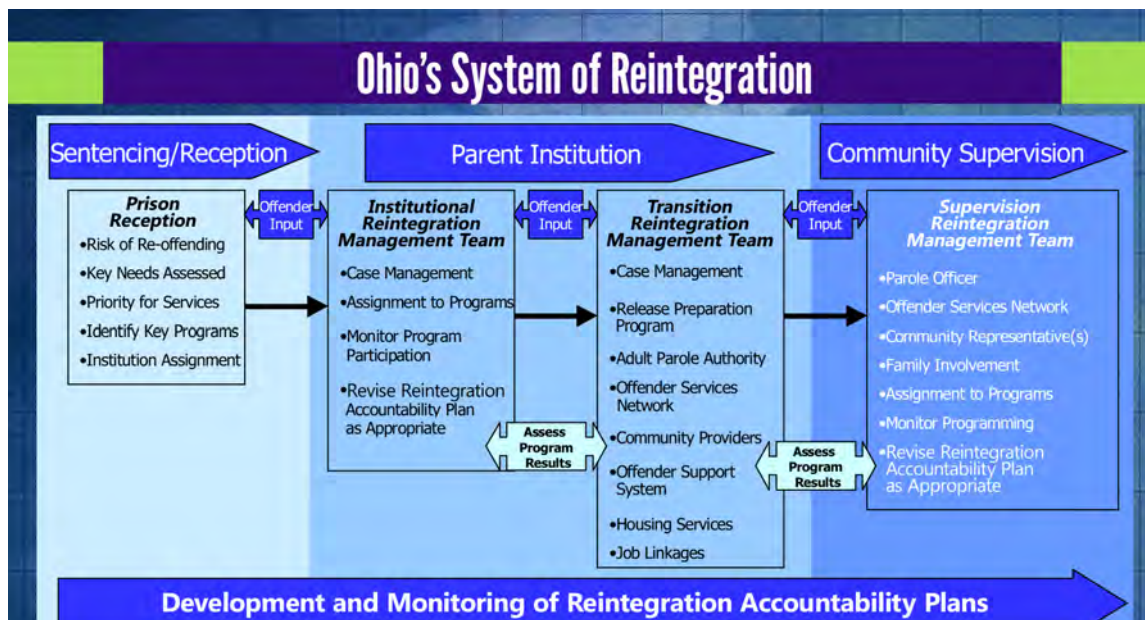 Ohio's System of Reintegration
Sentencing/Reception
Parent Institution
Community Supervision
Prison
Reception
•Risk of Re-offending
•Key Needs Assessed
•Priority for Services
•Identify Key Programs
•Institution Assignment
Offender
Input
Institutional
Reintegration
Management Team
•Case Management
•Assignment to Programs
•Monitor Program
Participation
•Revise Reintegration
Accountability Plan
as Appropriate
Offender
Input
Assess
Program
Results
Transition
Reintegration
Management Team
•Case Management
•Release Preparation
Program
•Adult Parole Authority
•Offender Services
Network
•Community Providers
•Offender Support
System
•Housing Services
•Job Linkages
Offender
Input
Assess
Program
Results
Supervision
Reintegration
Management Team
•Parole Officer
•Offender Services Network
•Community Representative(s)
•Family Involvement
•Assignment to Programs
•Monitor Programming
•Revise Reintegration
Accountability Plan
as Appropriate
Development and Monitoring of Reintegration Accountability Plans